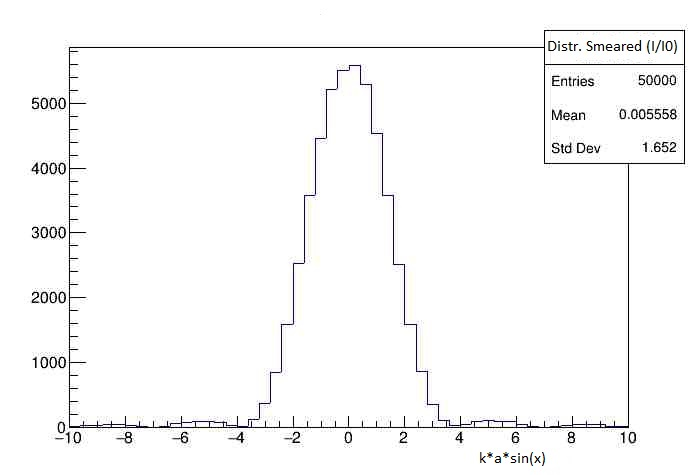 Distr. Smeared (I/I0)
Entries 50000
Mean 0.005558
Std Dev 1.652
5000
4000
3000
2000
1000
0
−10 −8 −6 −4 −2 0 2 4 6 8 10
k*a*sin(x)